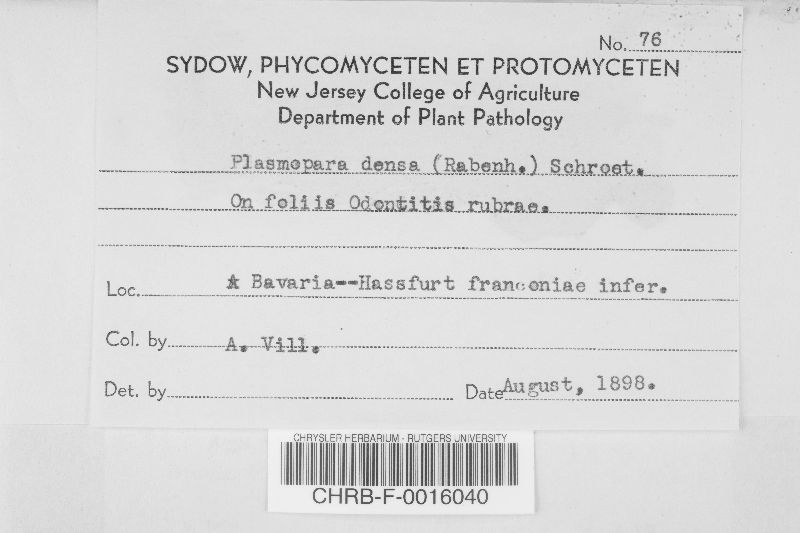 No. 76
SYDOW, PHYCOMYCETEN ET PROTOMYCETEN
New Jersey College of Agriculture
Department of Plant Pathology
Plasmopara densa (Rabenh.) Schroet.
On foliis Odontitis rubrae.
Loc. Bavaria--Hassfurt franconiae infer.
Col. by A. Vill.
Det. by Date August, 1898.
CHRYSLER HERBARIUM - RUTGERS UNIVERSITY
CHRB-F-0016040